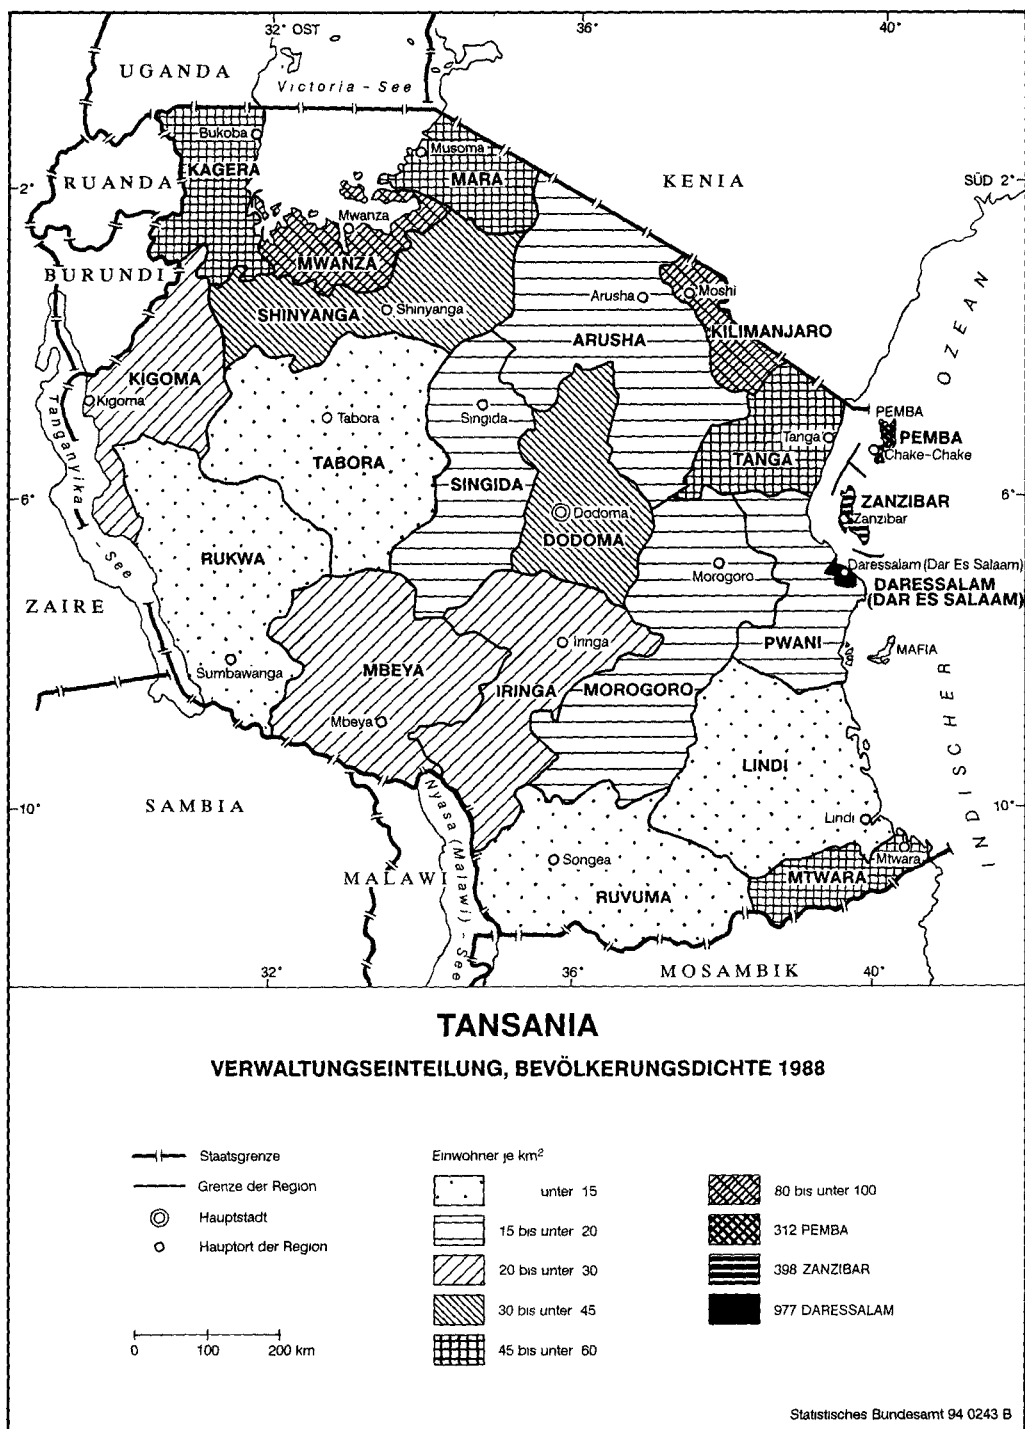 32° OST
36°
40°
UGANDA
Victoria - See
Bukoba
KAGERA
Musoma
MARA
RUANDA
KENIA
SÜD 2°
2°
Mwanza
MWANZA
BURUNDI
Arusha
Moshi
SHINYANGA
Shinyanga
KILIMANJARO
ARUSHA
OZEAN
KIGOMA
Kigoma
Tanganyika - See
Tabora
TABORA
Singida
SINGIDA
PEMBA
PEMBA
Chake-Chake
Tanga
TANGA
6°
6°
ZANZIBAR
Zanzibar
Dodoma
DODOMA
RUKWA
Morogoro
Daressalam (Dar Es Salaam)
DARESSALAM
(DAR ES SALAAM)
ZAIRE
Iringa
PWANI
MAFIA
Sumbawanga
MBEYA
IRINGA
MOROGORO
Mbeya
INDISCHER
LINDI
SAMBIA
10°
10°
Nyasa (Malawi) - See
Lindi
Mtwara
Songea
MALAWI
MTWARA
RUVUMA
32°
36°
MOSAMBIK
40°
TANSANIA
VERWALTUNGSEINTEILUNG, BEVÖLKERUNGSDICHTE 1988
Staatsgrenze
Grenze der Region
Hauptstadt
Hauptort der Region
0 100 200 km
Einwohner je km²
unter 15
15 bis unter 20
20 bis unter 30
30 bis unter 45
45 bis unter 60
80 bis unter 100
312 PEMBA
398 ZANZIBAR
977 DARESSALAM
Statistisches Bundesamt 94 0243 B